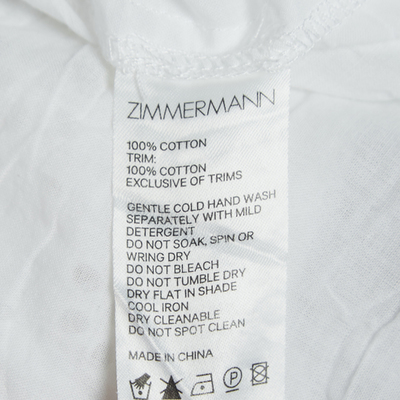 ZIMMERMANN
100% COTTON
TRIM:
100% COTTON
EXCLUSIVE OF TRIMS
GENTLE COLD HAND WASH
SEPARATELY WITH MILD
DETERGENT
DO NOT SOAK, SPIN OR
WRING DRY
DO NOT BLEACH
DO NOT TUMBLE DRY
DRY FLAT IN SHADE
COOL IRON
DRY CLEANABLE
DO NOT SPOT CLEAN
MADE IN CHINA
P